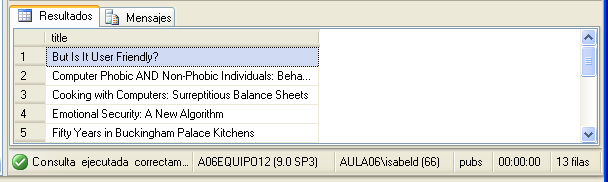 Resultados Mensajes
title
1 But Is It User Friendly?
2 Computer Phobic AND Non-Phobic Individuals: Beha...
3 Cooking with Computers: Surreptitious Balance Sheets
4 Emotional Security: A New Algorithm
5 Fifty Years in Buckingham Palace Kitchens
Consulta ejecutada correctam... A06EQUIPO12 (9.0 SP3) AULA06\isabeld (66) pubs 00:00:00 13 filas